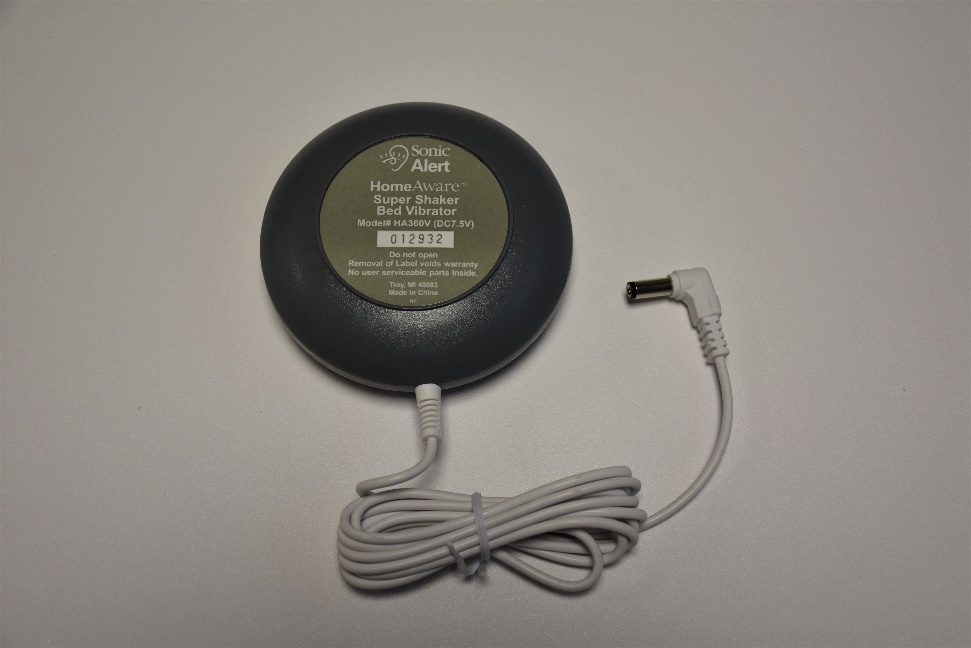 Sonic
Alert
HomeAware™
Super Shaker
Bed Vibrator
Model# HA360V (DC7.5V)
012932
Do not open
Removal of Label voids warranty
No user serviceable parts Inside.
Troy, MI 48083
Made in China